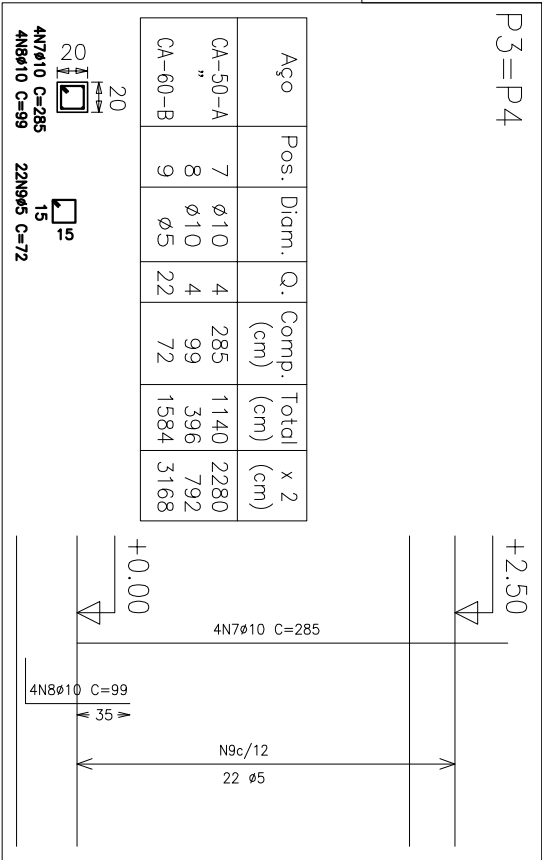 P3=P4
Aço Pos. Diam. Q. Comp. (cm) Total (cm) x 2 (cm)
CA-50-A 7 ø10 4 285 1140 2280
" 8 ø10 4 99 396 792
CA-60-B 9 ø5 22 72 1584 3168
20
20
4N7ø10 C=285
4N8ø10 C=99
15
15
22N9ø5 C=72
+2.50
+0.00
4N7ø10 C=285
4N8ø10 C=99
35
N9c/12
22 ø5